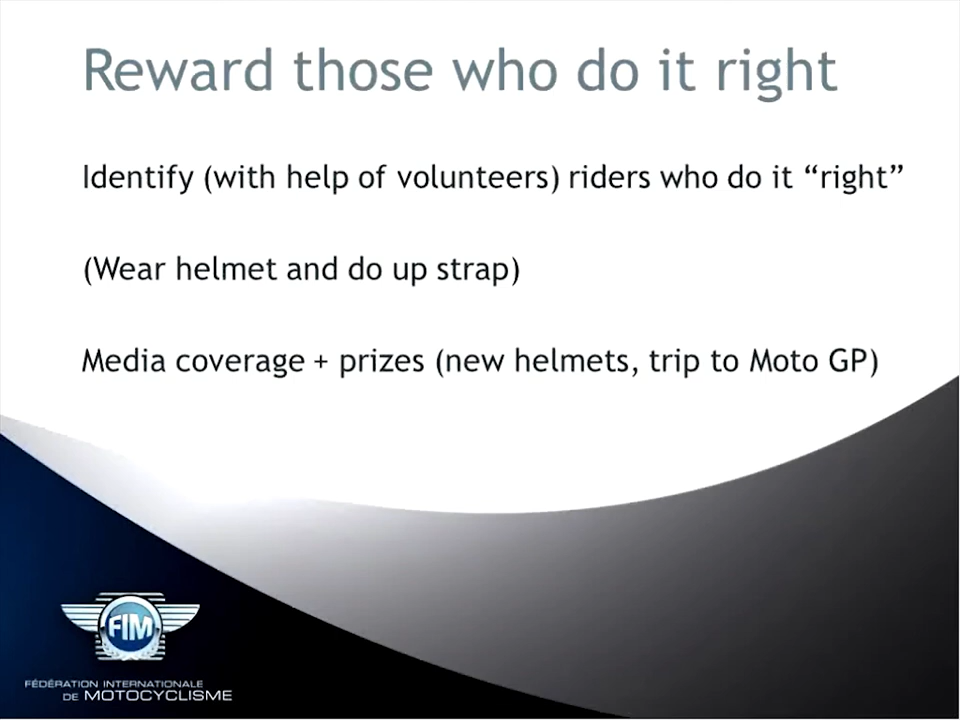 Reward those who do it right
Identify (with help of volunteers) riders who do it “right”
(Wear helmet and do up strap)
Media coverage + prizes (new helmets, trip to Moto GP)
FIM
FÉDÉRATION INTERNATIONALE
DE MOTOCYCLISME